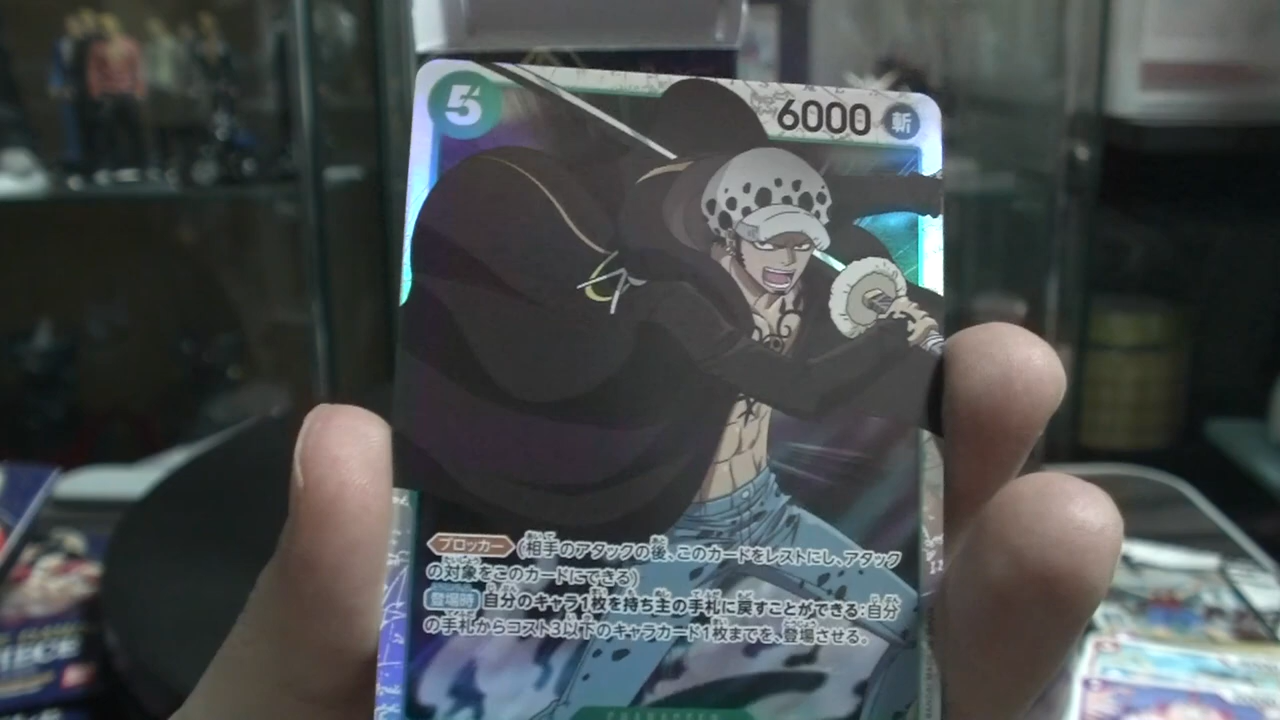 5
6000 斬
ブロッカー (相手のアタックの後、このカードをレストにし、アタック
の対象をこのカードにできる)
登場時 自分のキャラ1枚を持ち主の手札に戻すことができる:自分
の手札からコスト3以下のキャラカード1枚までを、登場させる。
CHARACTER